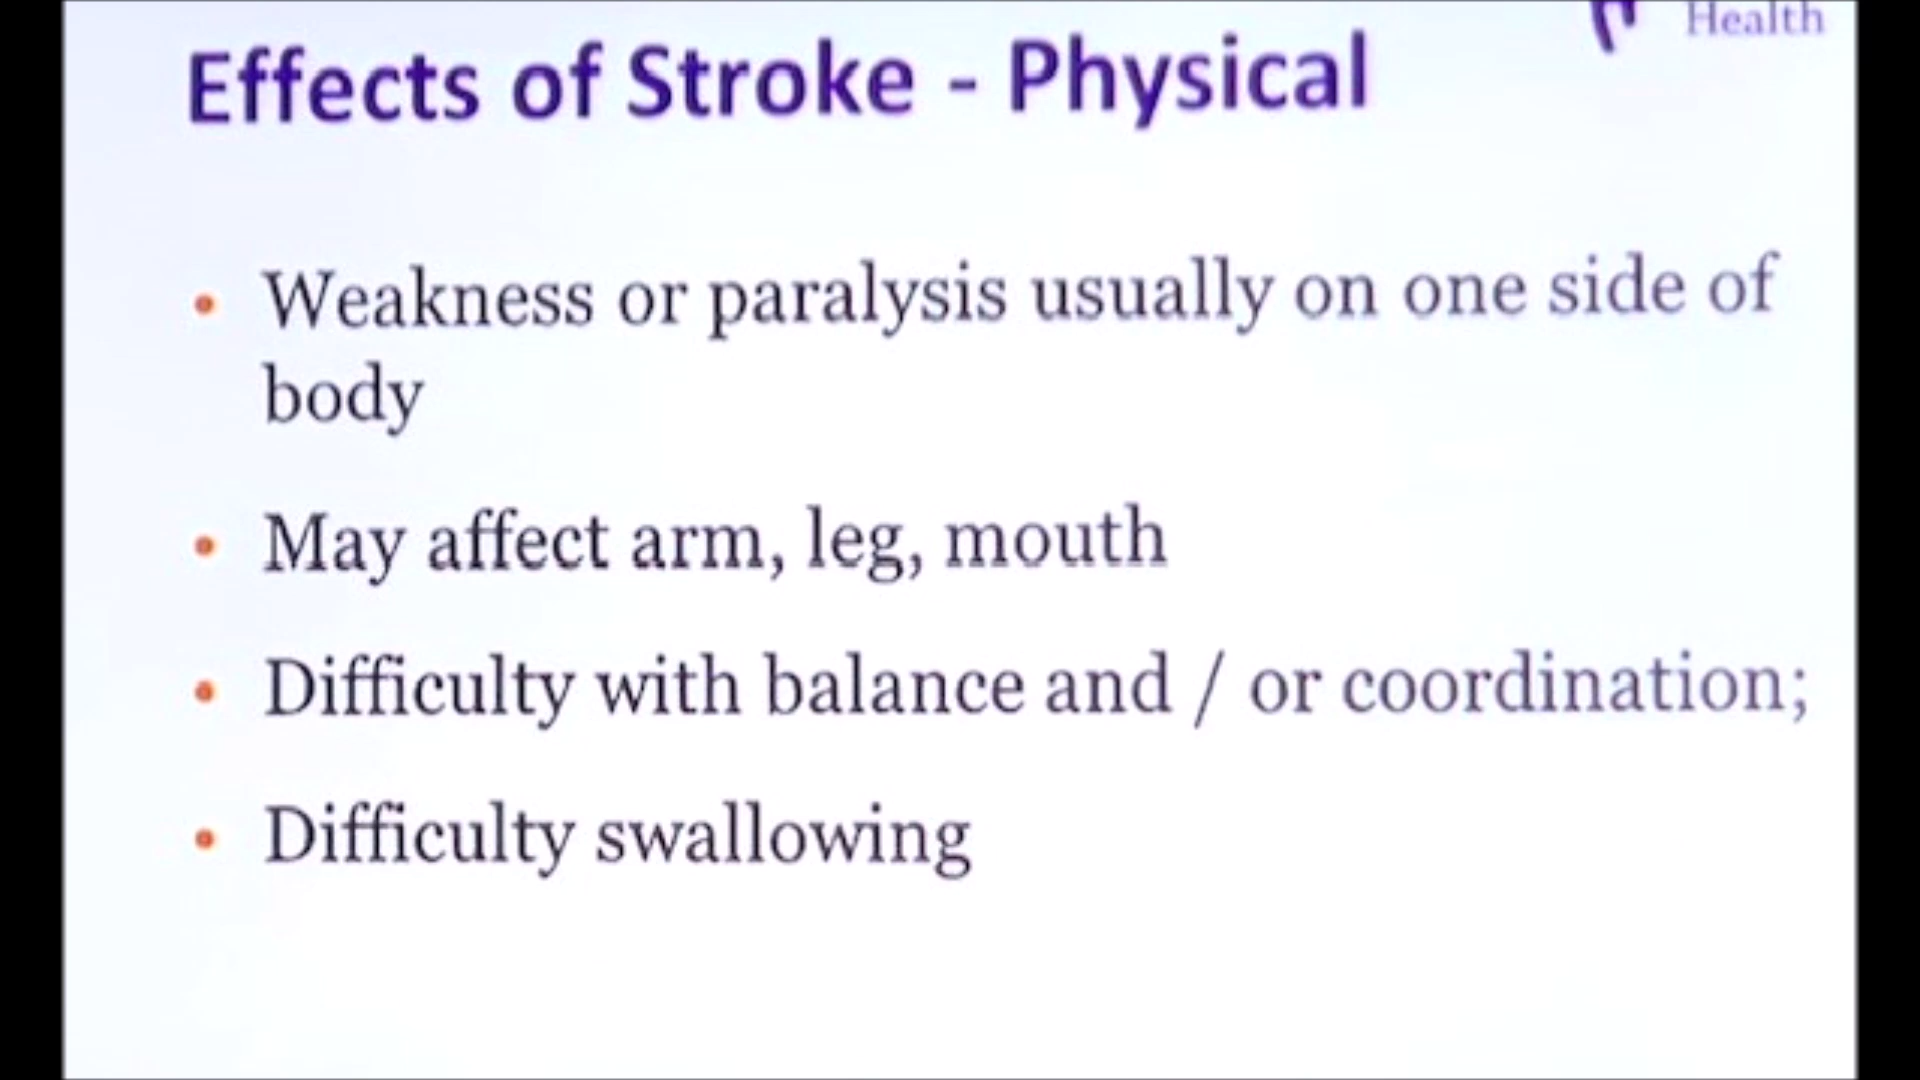 Health
Effects of Stroke - Physical
• Weakness or paralysis usually on one side of
body
• May affect arm, leg, mouth
• Difficulty with balance and / or coordination;
• Difficulty swallowing